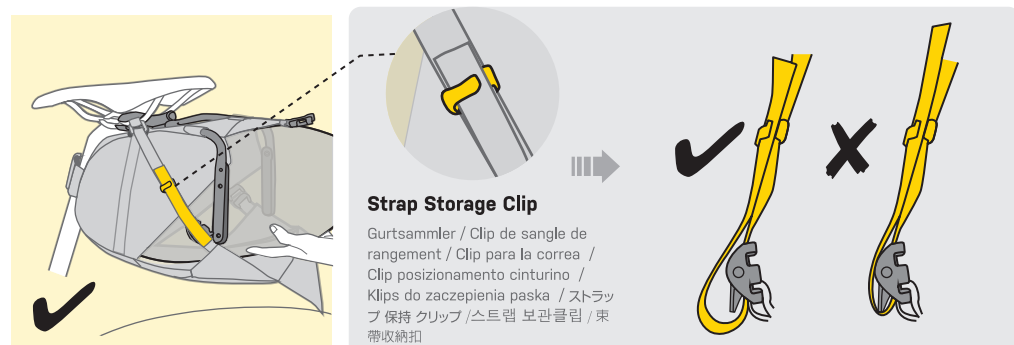 Strap Storage Clip
Gurtsammler / Clip de sangle de
rangement / Clip para la correa /
Clip posizionamento cinturino /
Klips do zaczepienia paska / ストラッ
プ 保持 クリップ /스트랩 보관클립 / 束
帶收納扣